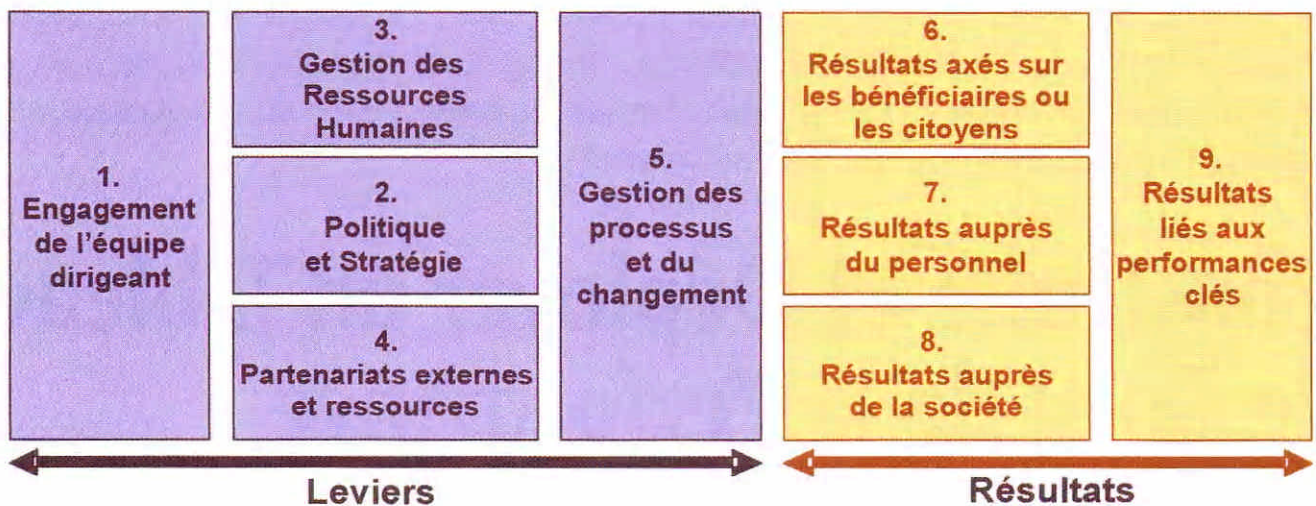 1.
Engagement
de l'équipe
dirigeant
3.
Gestion des
Ressources
Humaines
2.
Politique
et Stratégie
4.
Partenariats externes
et ressources
5.
Gestion des
processus
et du
changement
6.
Résultats axés sur
les bénéficiaires ou
les citoyens
7.
Résultats auprès
du personnel
8.
Résultats auprès
de la société
9.
Résultats
liés aux
performances
clés
Leviers
Résultats